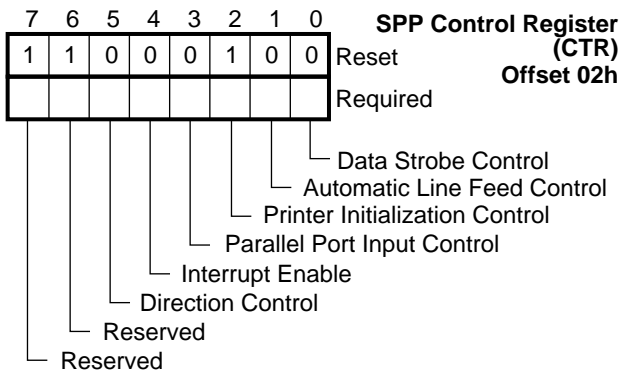 7 6 5 4 3 2 1 0
SPP Control Register
(CTR)
Offset 02h
1 1 0 0 0 1 0 0 Reset
Required
Data Strobe Control
Automatic Line Feed Control
Printer Initialization Control
Parallel Port Input Control
Interrupt Enable
Direction Control
Reserved
Reserved